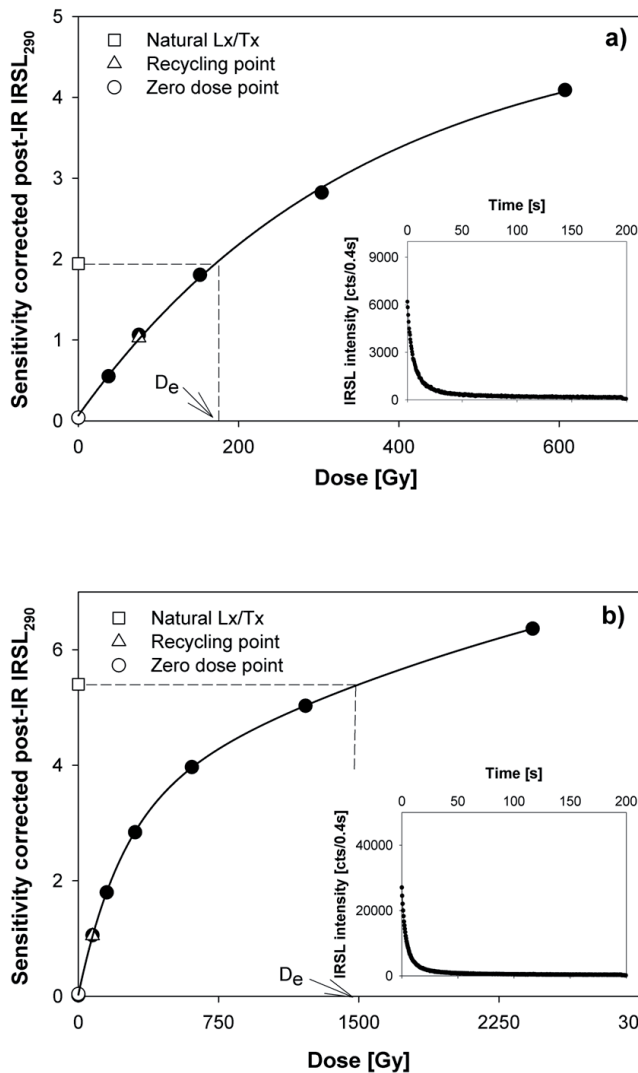 a)
5
4
3
2
1
0
Sensitivity corrected post-IR IRSL290
Natural Lx/Tx
Recycling point
Zero dose point
De
Time [s]
0 50 100 150 200
9000
6000
3000
0
IRSL intensity [cts/0.4s]
0 200 400 600
Dose [Gy]
b)
6
4
2
0
Sensitivity corrected post-IR IRSL290
Natural Lx/Tx
Recycling point
Zero dose point
De
Time [s]
0 50 100 150 200
40000
20000
0
IRSL intensity [cts/0.4s]
0 750 1500 2250 300
Dose [Gy]